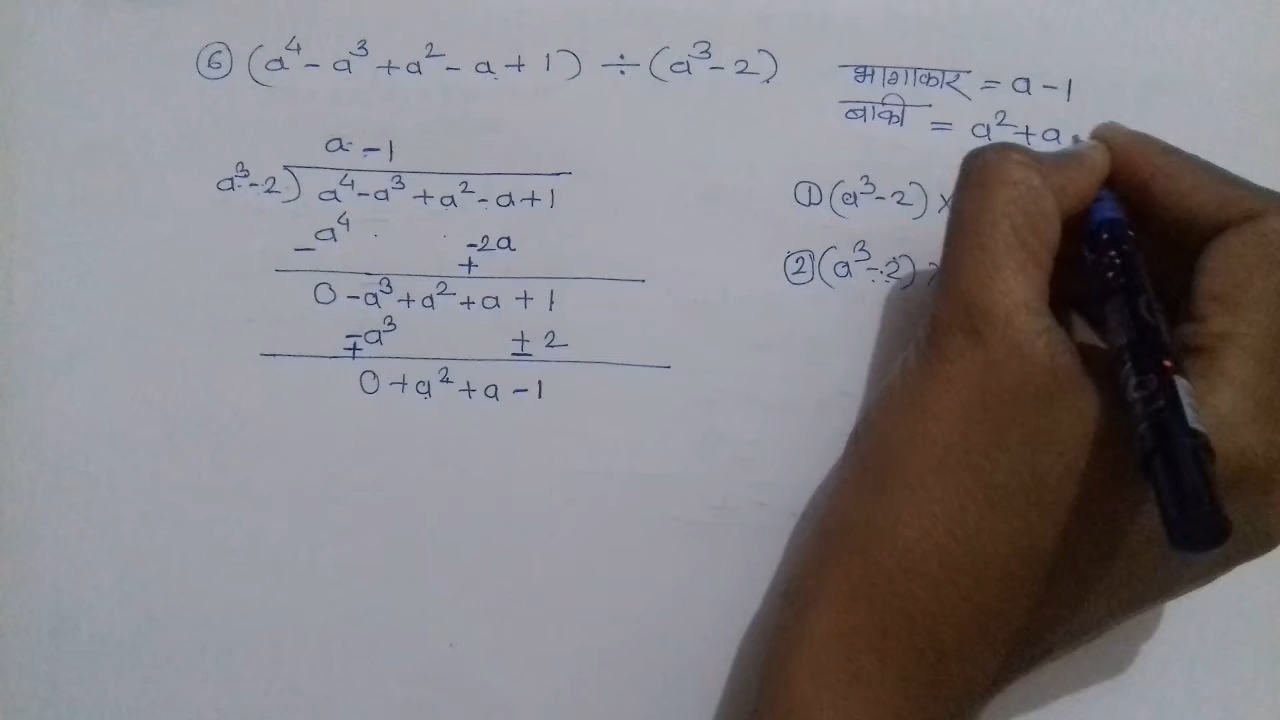 ⑥ (a⁴ - a³ + a² - a + 1) ÷ (a³ - 2)
भागाकार = a - 1
बाकी = a² + a
a - 1
a³ - 2) a⁴ - a³ + a² - a + 1
- a⁴ - 2a
+
0 - a³ + a² + a + 1
- a³ ± 2
+
0 + a² + a - 1
① (a³ - 2) ×
② (a³ - 2) ×